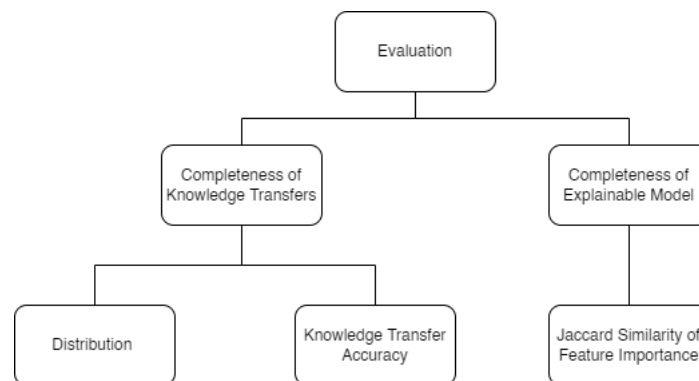 Evaluation
Completeness of
Knowledge Transfers
Completeness of
Explainable Model
Distribution
Knowledge Transfer
Accuracy
Jaccard Similarity of
Feature Importance